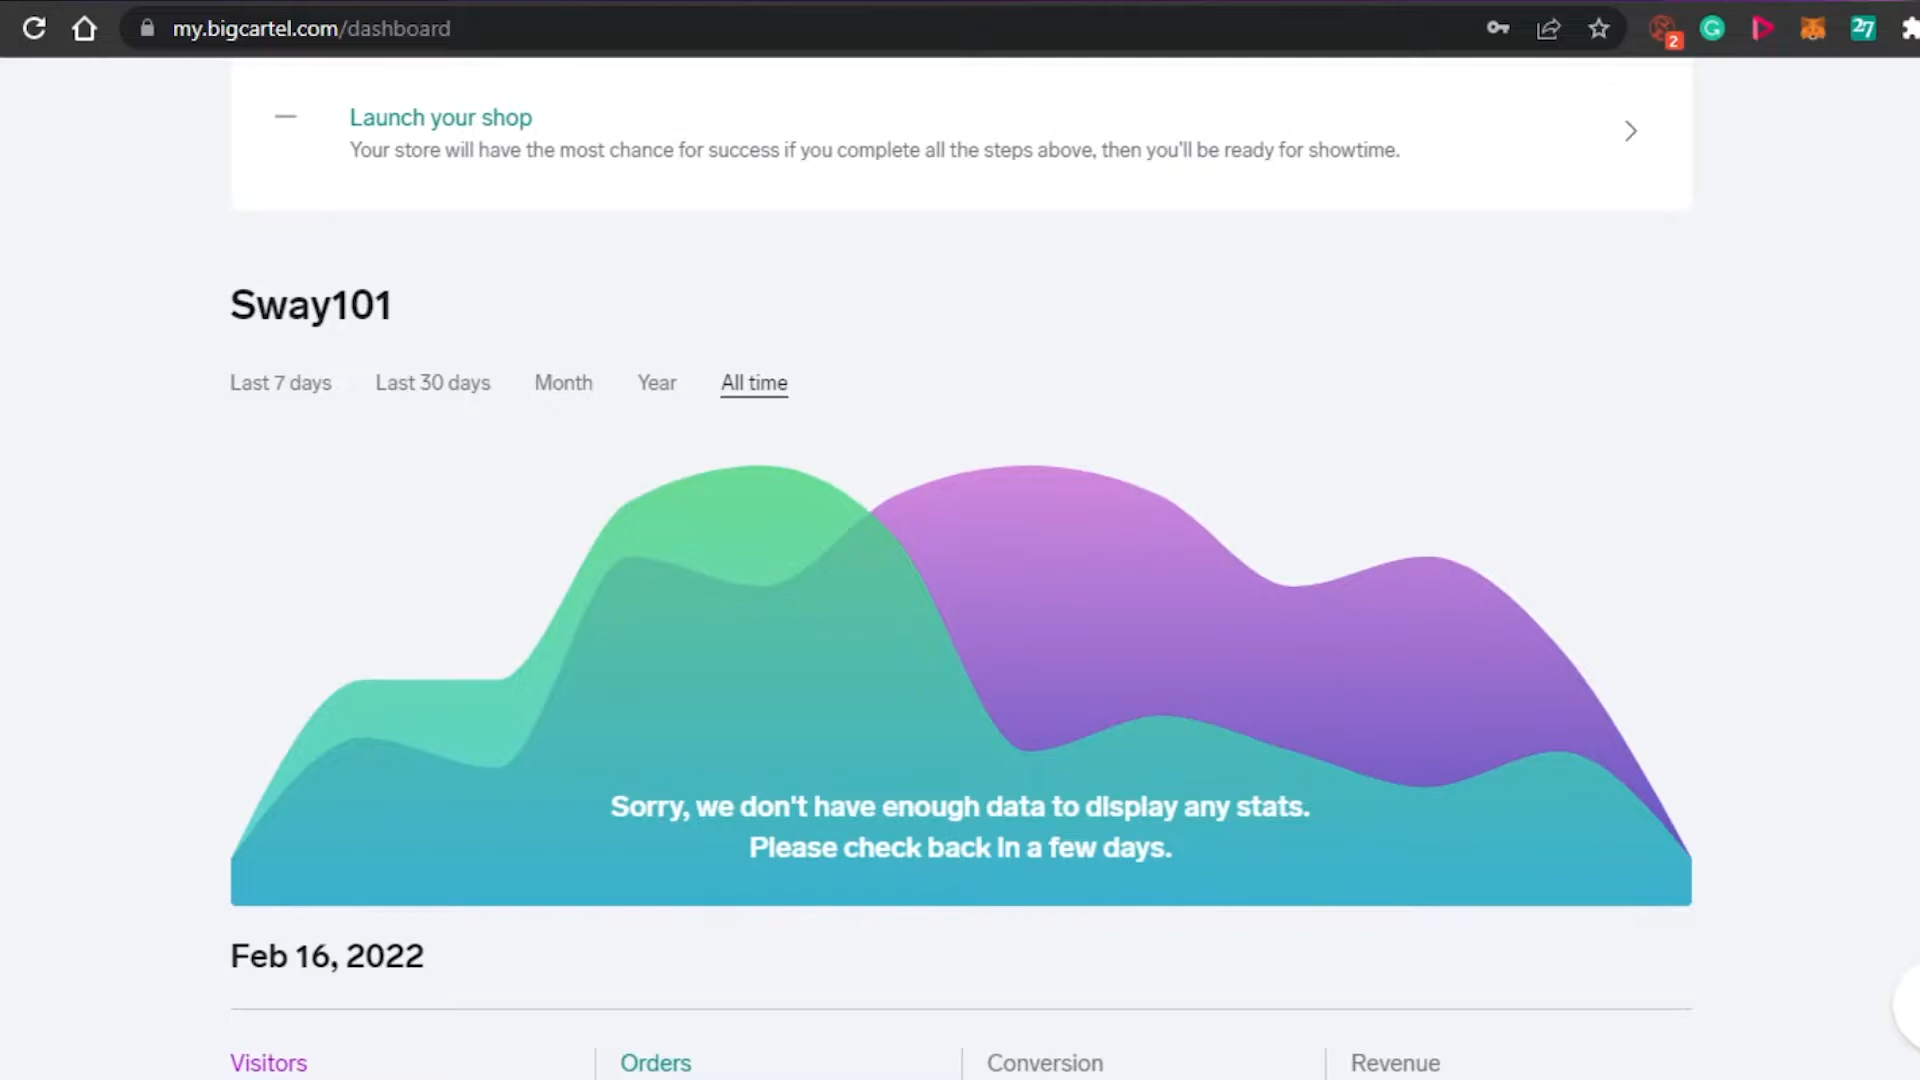 my.bigcartel.com/dashboard
2
G
27
Launch your shop
Your store will have the most chance for success if you complete all the steps above, then you'll be ready for showtime.
Sway101
Last 7 days Last 30 days Month Year All time
Sorry, we don't have enough data to display any stats.
Please check back in a few days.
Feb 16, 2022
Visitors Orders Conversion Revenue